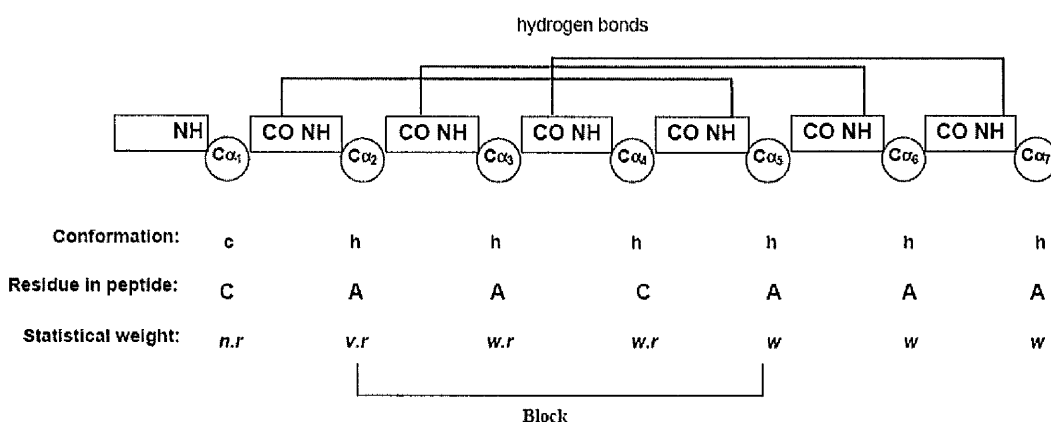 hydrogen bonds
NH CO NH CO NH CO NH CO NH CO NH CO NH
Cα1 Cα2 Cα3 Cα4 Cα5 Cα6 Cα7
Conformation: c h h h h h h
Residue in peptide: C A A C A A A
Statistical weight: n.r v.r w.r w.r w w w
Block